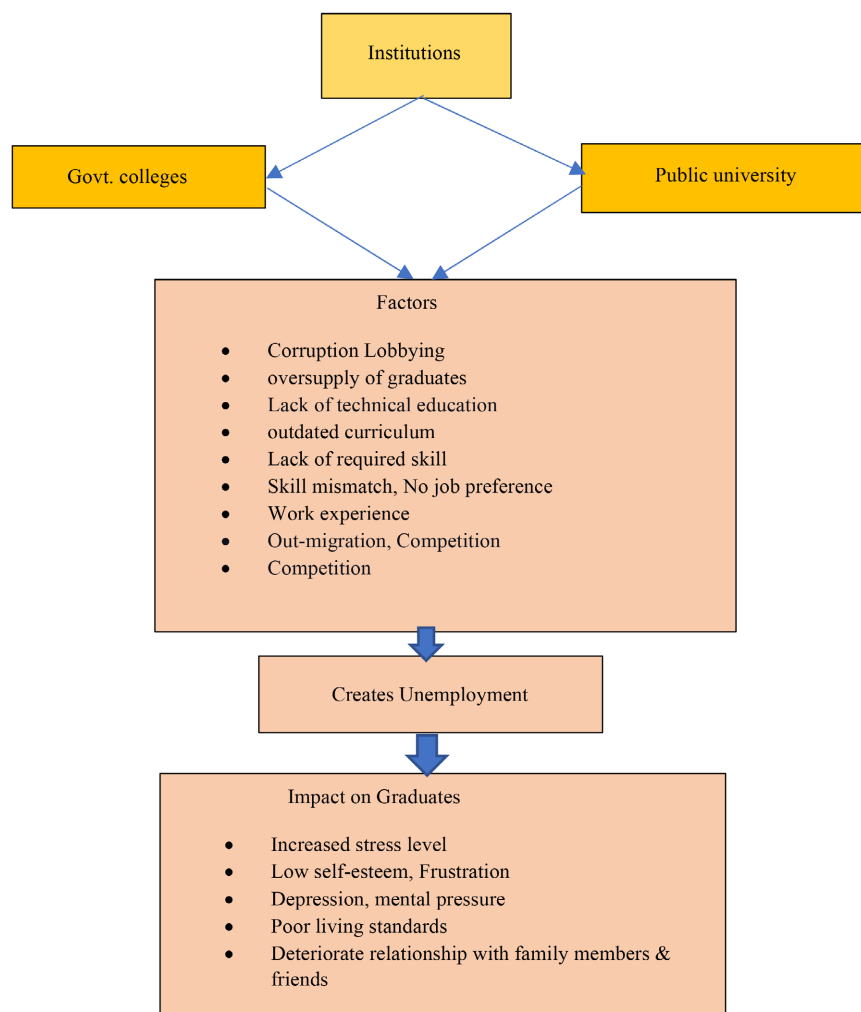 Institutions
Govt. colleges
Public university
Factors
• Corruption Lobbying
• oversupply of graduates
• Lack of technical education
• outdated curriculum
• Lack of required skill
• Skill mismatch, No job preference
• Work experience
• Out-migration, Competition
• Competition
Creates Unemployment
Impact on Graduates
• Increased stress level
• Low self-esteem, Frustration
• Depression, mental pressure
• Poor living standards
• Deteriorate relationship with family members &
friends